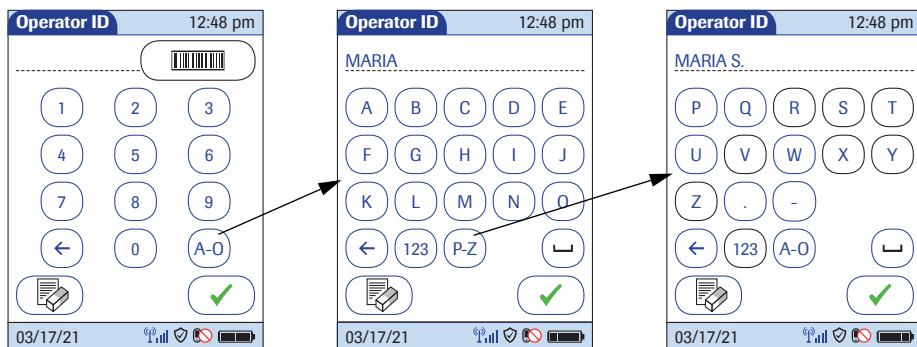 Operator ID 12:48 pm
1 2 3
4 5 6
7 8 9
0 A-O
03/17/21
Operator ID 12:48 pm
MARIA
A B C D E
F G H I J
K L M N O
123 P-Z
03/17/21
Operator ID 12:48 pm
MARIA S.
P Q R S T
U V W X Y
Z . -
123 A-O
03/17/21